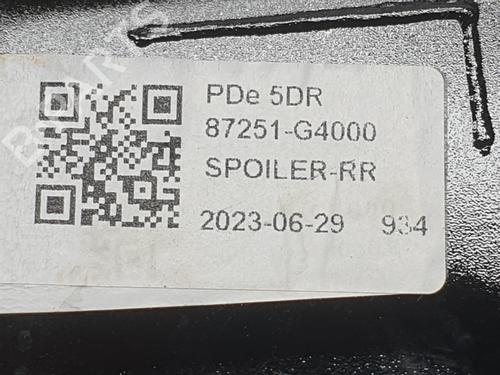 PDe 5DR
87251-G4000
SPOILER-RR
2023-06-29 934